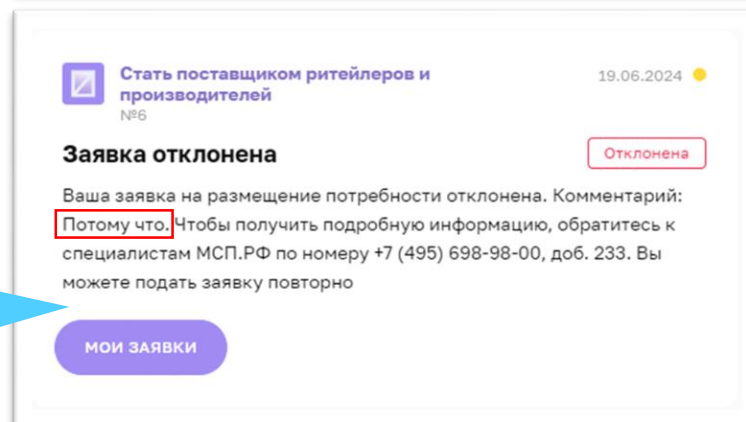 Стать поставщиком ритейлеров и
производителей
№6
19.06.2024
Заявка отклонена
Отклонена
Ваша заявка на размещение потребности отклонена. Комментарий:
Потому что. Чтобы получить подробную информацию, обратитесь к
специалистам МСП.РФ по номеру +7 (495) 698-98-00, доб. 233. Вы
можете подать заявку повторно
МОИ ЗАЯВКИ